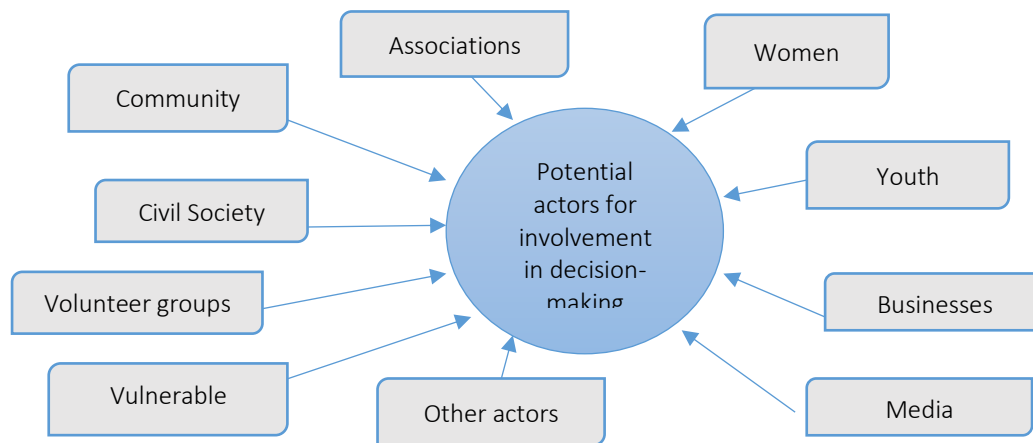 Associations
Women
Community
Potential
actors for
involvement
in decision-
making
Youth
Civil Society
Volunteer groups
Businesses
Vulnerable
Other actors
Media